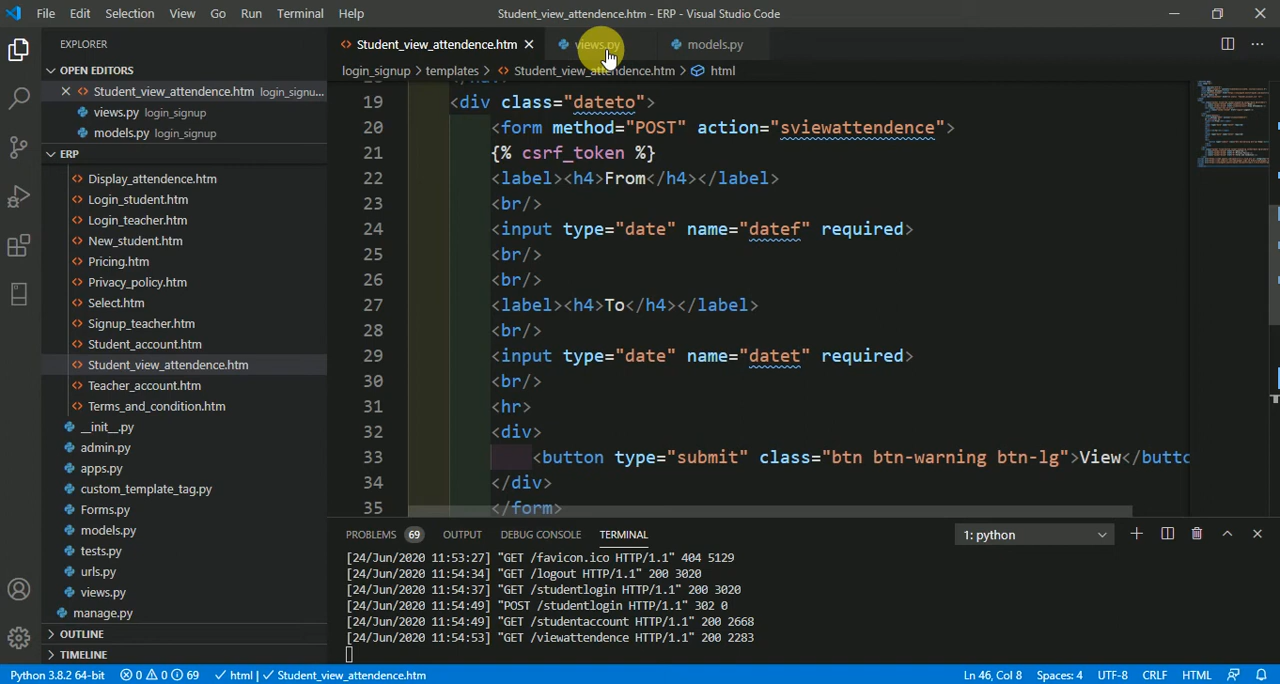 File Edit Selection View Go Run Terminal Help
Student_view_attendence.htm - ERP - Visual Studio Code
EXPLORER
OPEN EDITORS
Student_view_attendence.htm login_signu...
views.py login_signup
models.py login_signup
ERP
Display_attendence.htm
Login_student.htm
Login_teacher.htm
New_student.htm
Pricing.htm
Privacy_policy.htm
Select.htm
Signup_teacher.htm
Student_account.htm
Student_view_attendence.htm
Teacher_account.htm
Terms_and_condition.htm
__init__.py
admin.py
apps.py
custom_template_tag.py
Forms.py
models.py
tests.py
urls.py
views.py
manage.py
OUTLINE
TIMELINE
Student_view_attendence.htm
views.py
models.py
login_signup > templates > Student_view_attendence.htm > html
19 <div class="dateto">
20 <form method="POST" action="sviewattendence">
21 {% csrf_token %}
22 <label><h4>From</h4></label>
23 <br/>
24 <input type="date" name="datef" required>
25 <br/>
26 <br/>
27 <label><h4>To</h4></label>
28 <br/>
29 <input type="date" name="datet" required>
30 <br/>
31 <hr>
32 <div>
33 <button type="submit" class="btn btn-warning btn-lg">View</buttc
34 </div>
35 </form>
PROBLEMS 69 OUTPUT DEBUG CONSOLE TERMINAL 1: python
[24/Jun/2020 11:53:27] "GET /favicon.ico HTTP/1.1" 404 5129
[24/Jun/2020 11:54:34] "GET /logout HTTP/1.1" 200 3020
[24/Jun/2020 11:54:37] "GET /studentlogin HTTP/1.1" 200 3020
[24/Jun/2020 11:54:49] "POST /studentlogin HTTP/1.1" 302 0
[24/Jun/2020 11:54:49] "GET /studentaccount HTTP/1.1" 200 2668
[24/Jun/2020 11:54:53] "GET /viewattendence HTTP/1.1" 200 2283
Python 3.8.2 64-bit 0 0 69 html Student_view_attendence.htm Ln 46, Col 8 Spaces: 4 UTF-8 CRLF HTML